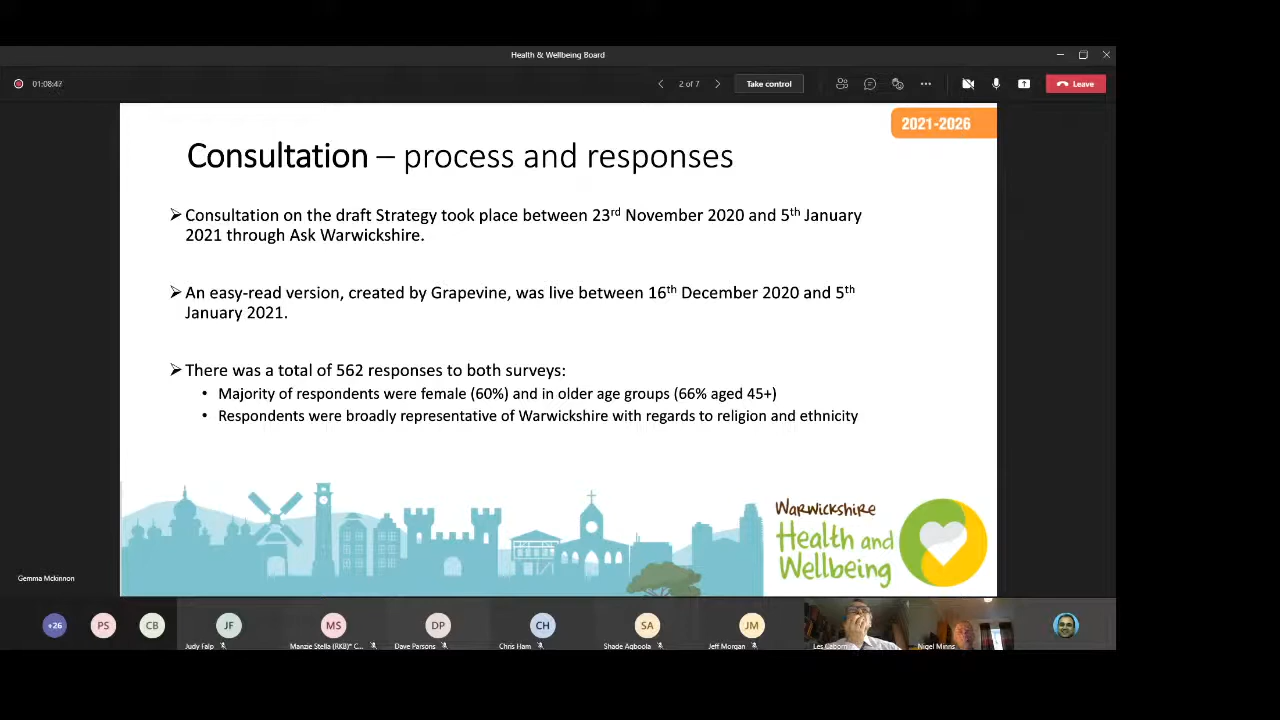 Health & Wellbeing Board
01:08:47
2 of 7
Take control
Leave
2021-2026
Consultation – process and responses
➢ Consultation on the draft Strategy took place between 23rd November 2020 and 5th January
2021 through Ask Warwickshire.
➢ An easy-read version, created by Grapevine, was live between 16th December 2020 and 5th
January 2021.
➢ There was a total of 562 responses to both surveys:
• Majority of respondents were female (60%) and in older age groups (66% aged 45+)
• Respondents were broadly representative of Warwickshire with regards to religion and ethnicity
Warwickshire
Health and
Wellbeing
Gemma Mckinnon
+26
PS
CB
JF
MS
DP
CH
SA
JM
Judy Falp
Manzie Stella (RKB)* C...
Dave Parsons
Chris Ham
Shade Agboola
Jeff Morgan
Les Caborn
Nigel Minns